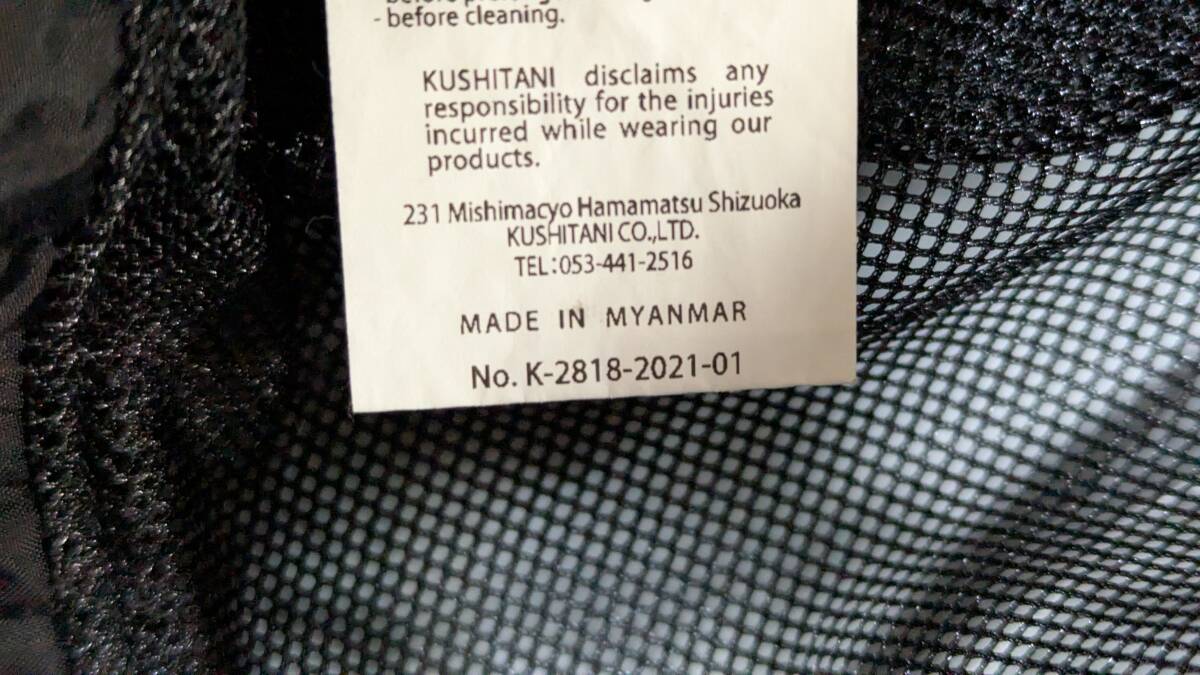 - before cleaning.
KUSHITANI disclaims any
responsibility for the injuries
incurred while wearing our
products.
231 Mishimacyo Hamamatsu Shizuoka
KUSHITANI CO.,LTD.
TEL:053-441-2516
MADE IN MYANMAR
No. K-2818-2021-01